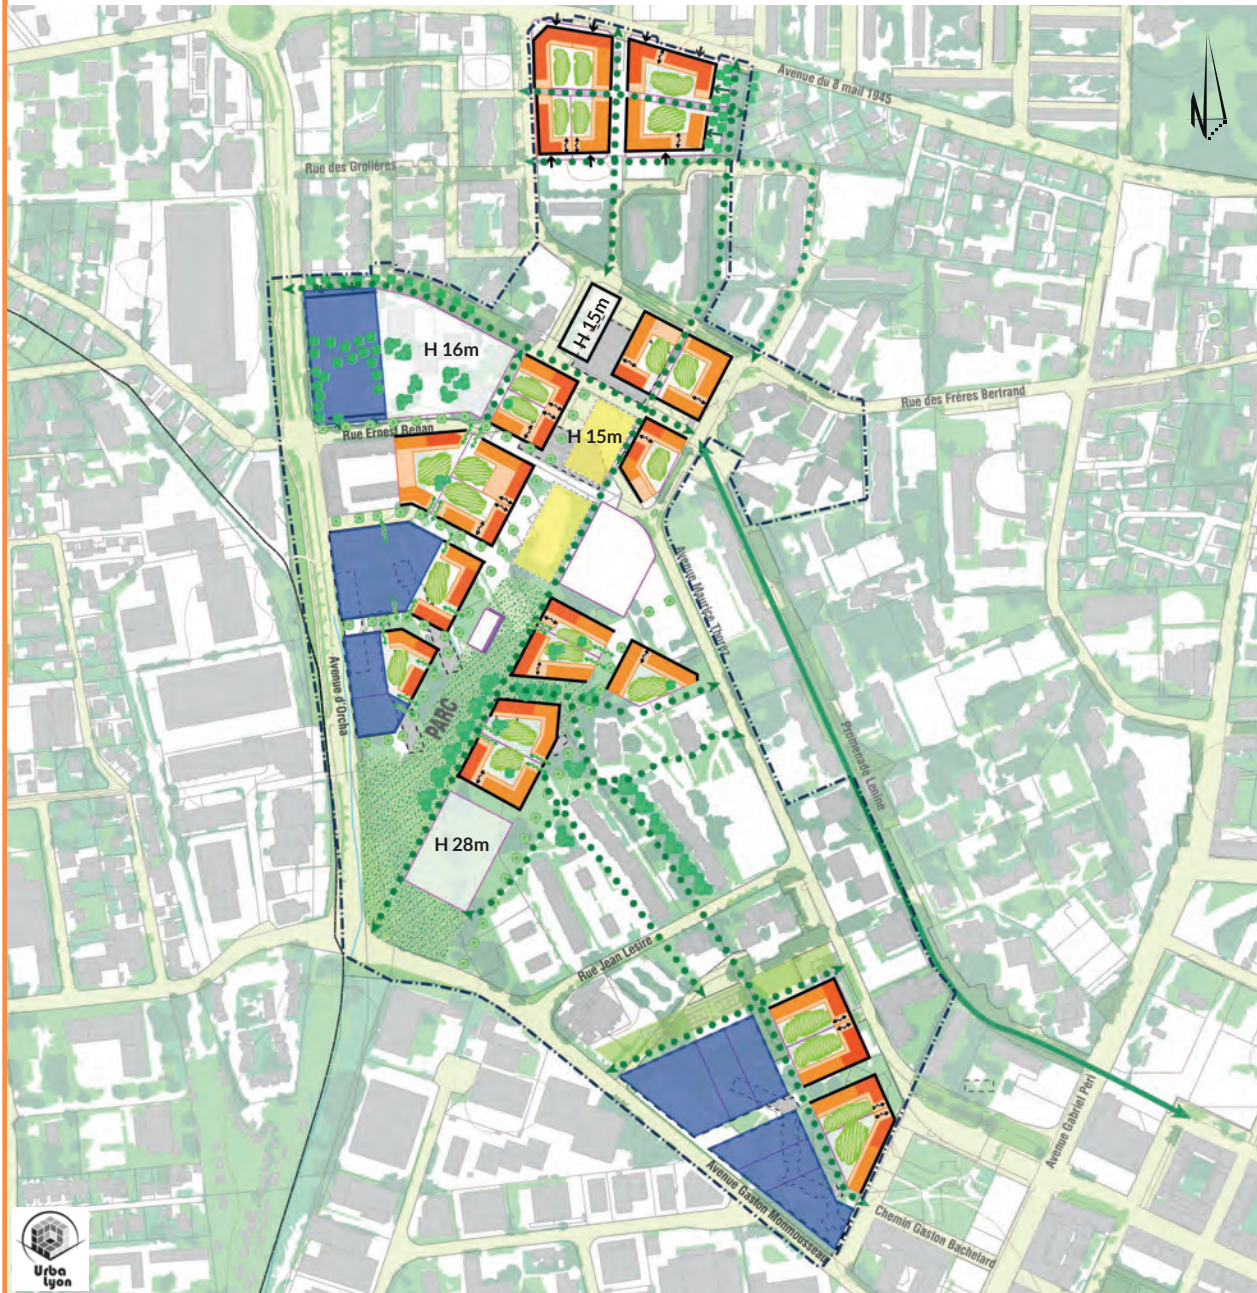 Avenue du 8 mail 1945
N
Rue des Grolières
H 15m
H 16m
Rue des Frères Bertrand
Rue Ernest Renan
H 15m
Avenue Maurice Thorez
Avenue d'Orcha
PARC
Promenade Lénine
H 28m
Rue Jean Lesire
Avenue Gabriel Péri
Avenue Gaston Monmousseau
Chemin Gaston Bachelard
Urba
Lyon